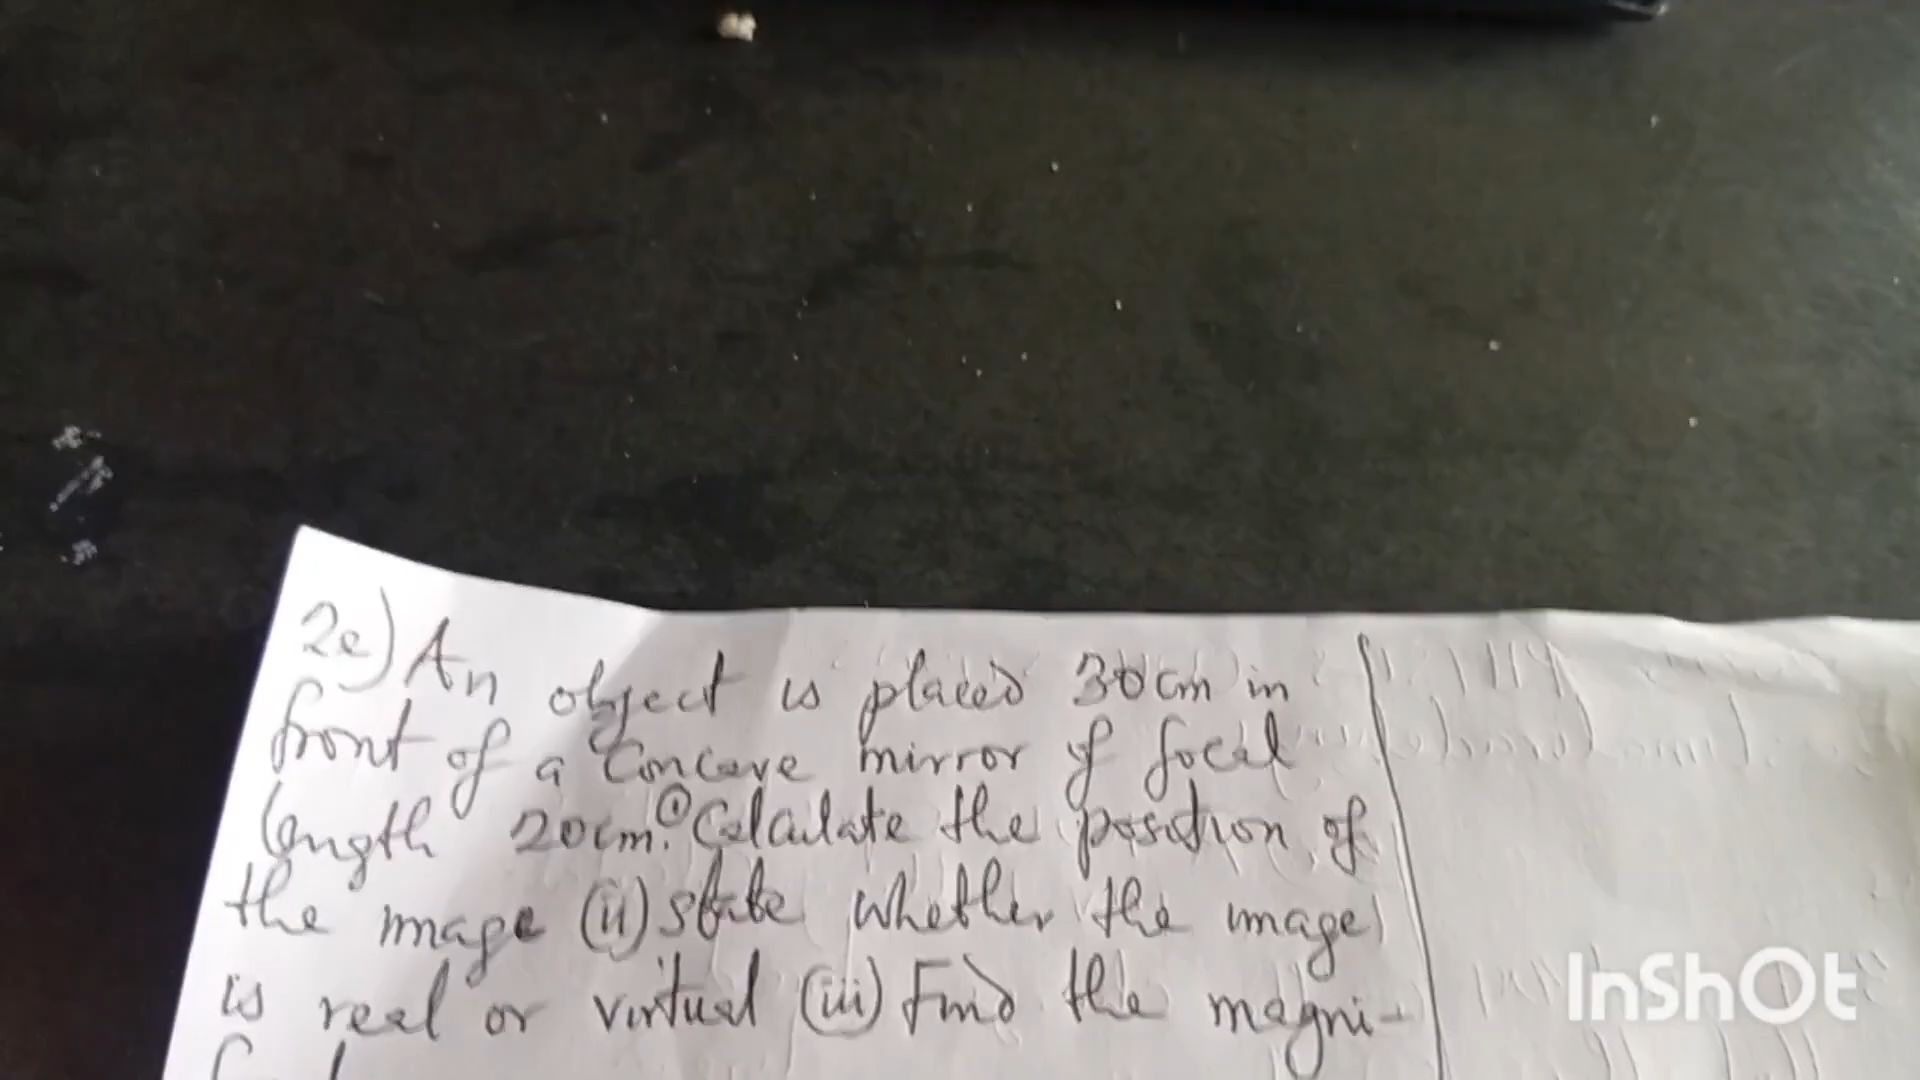 2e) An object is placed 30cm in
front of a Concave mirror of focal
length 20cm. (i) Calculate the position of
the image (ii) state whether the image
is real or virtual (iii) Find the magni-
InShOt